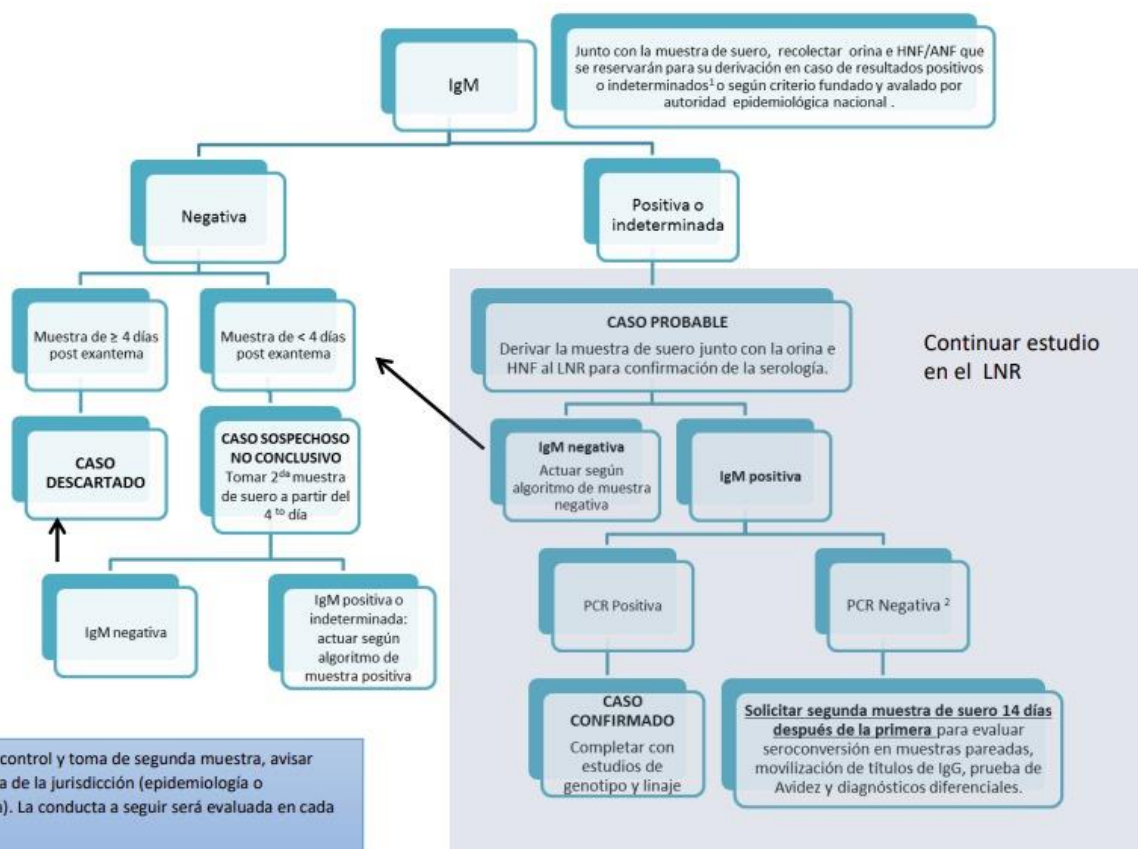 IgM
Junto con la muestra de suero, recolectar orina e HNF/ANF que
se reservarán para su derivación en caso de resultados positivos
o indeterminados¹ o según criterio fundado y avalado por
autoridad epidemiológica nacional .
Negativa
Positiva o
indeterminada
Muestra de ≥ 4 días
post exantema
Muestra de < 4 días
post exantema
CASO PROBABLE
Derivar la muestra de suero junto con la orina e
HNF al LNR para confirmación de la serología.
Continuar estudio
en el LNR
CASO
DESCARTADO
CASO SOSPECHOSO
NO CONCLUSIVO
Tomar 2da muestra
de suero a partir del
4 to día
IgM negativa
Actuar según
algoritmo de muestra
negativa
IgM positiva
IgM negativa
IgM positiva o
indeterminada:
actuar según
algoritmo de
muestra positiva
PCR Positiva
PCR Negativa ²
CASO
CONFIRMADO
Completar con
estudios de
genotipo y linaje
Solicitar segunda muestra de suero 14 días
después de la primera para evaluar
seroconversión en muestras pareadas,
movilización de títulos de IgG, prueba de
Avidez y diagnósticos diferenciales.
control y toma de segunda muestra, avisar
a de la jurisdicción (epidemiología o
). La conducta a seguir será evaluada en cada